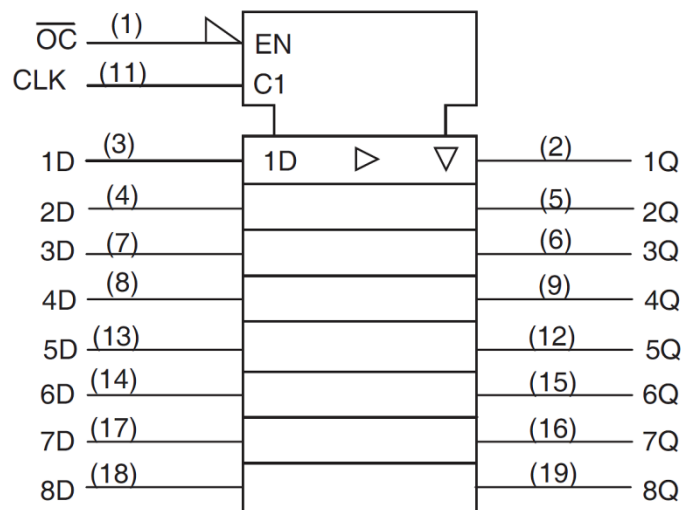 O̅C̅ (1) EN
CLK (11) C1
1D (3) 1D (2) 1Q
2D (4) (5) 2Q
3D (7) (6) 3Q
4D (8) (9) 4Q
5D (13) (12) 5Q
6D (14) (15) 6Q
7D (17) (16) 7Q
8D (18) (19) 8Q